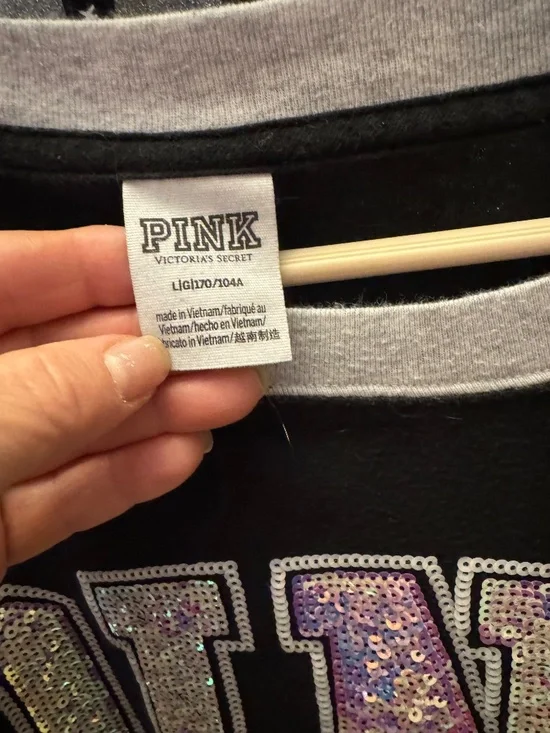 PINK
VICTORIA'S SECRET
L|G|170/104A
made in Vietnam/fabriqué au
Vietnam/hecho en Vietnam/
bricato in Vietnam/越南制造